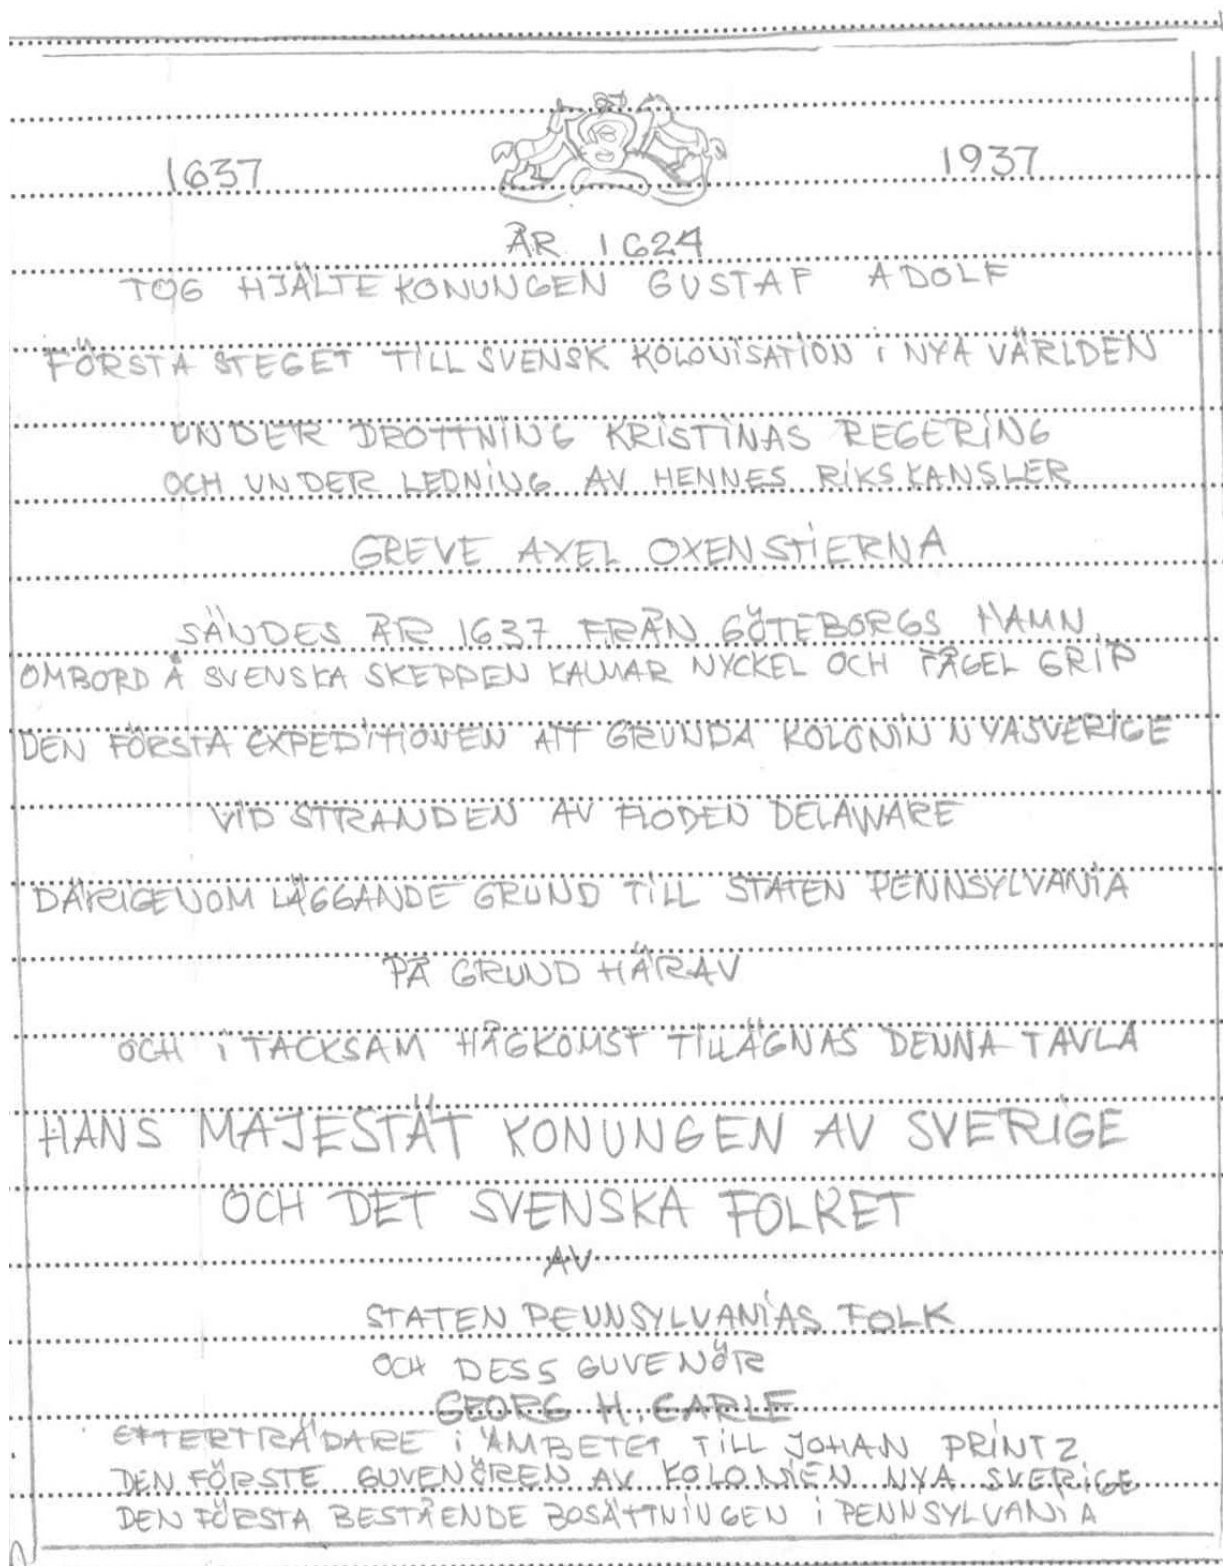 1637 1937
ÅR 1624
TOG HJÄLTEKONUNGEN GUSTAF ADOLF
FÖRSTA STEGET TILL SVENSK KOLONISATION i NYA VÄRLDEN
UNDER DROTTNING KRISTINAS REGERING
OCH UNDER LEDNING AV HENNES RIKSKANSLER
GREVE AXEL OXENSTIERNA
SÄNDES ÅR 1637 FRÅN GÖTEBORGS HAMN
OMBORD Å SVENSKA SKEPPEN KALMAR NYCKEL OCH FÅGEL GRIP
DEN FÖRSTA EXPEDITIONEN ATT GRUNDA KOLONIN NYASVERIGE
VID STRANDEN AV FLODEN DELAWARE
DÄRIGENOM LÄGGANDE GRUND TILL STATEN PENNSYLVANIA
PÅ GRUND HÄRAV
OCH i TACKSAM HÅGKOMST TILLÄGNAS DENNA TAVLA
HANS MAJESTÄT KONUNGEN AV SVERIGE
OCH DET SVENSKA FOLKET
AV
STATEN PENNSYLVANIAS FOLK
OCH DESS GUVENÖR
GEORG H. EARLE
EFTERTRÄDARE i ÄMBETET TILL JOHAN PRINTZ
DEN FÖRSTE GUVENÖREN AV KOLONIEN NYA SVERIGE
DEN FÖRSTA BESTÅENDE BOSÄTTNINGEN i PENNSYLVANIA